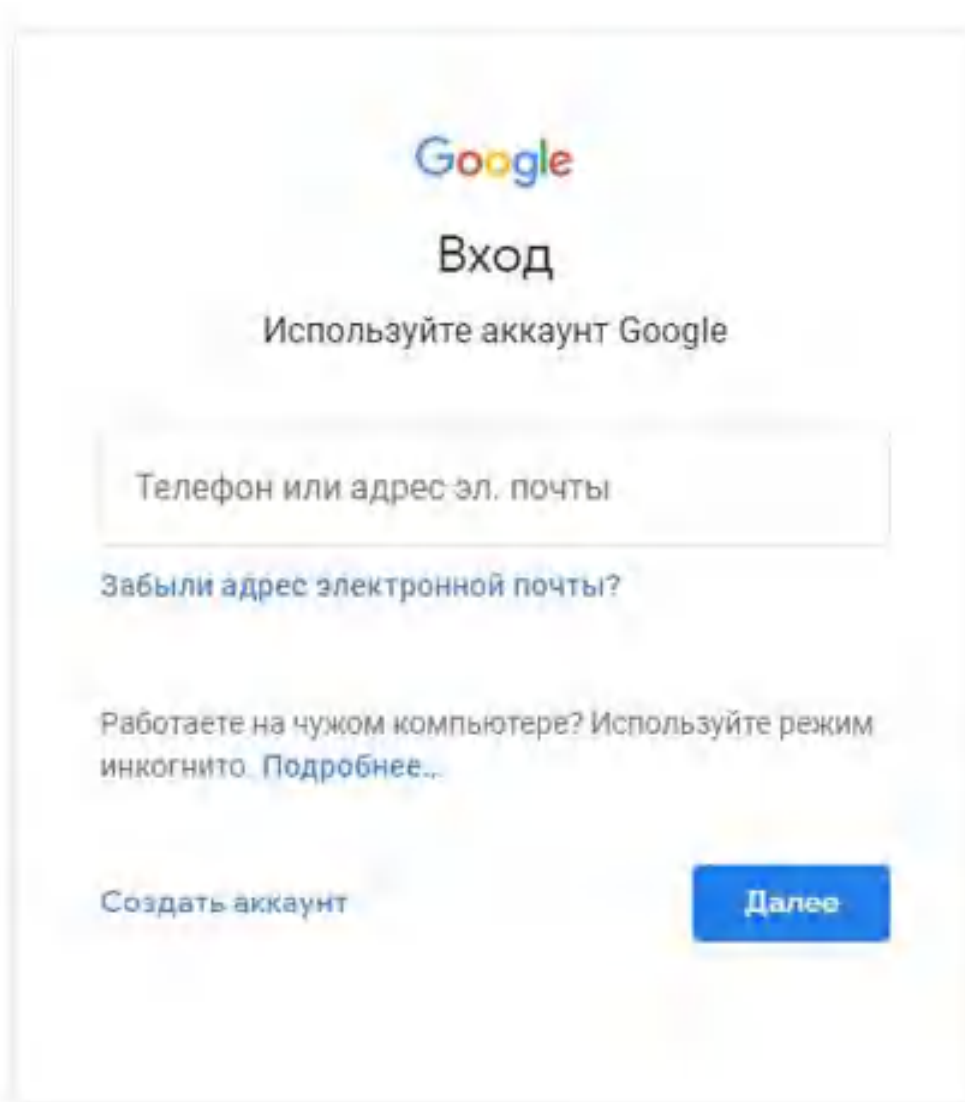 Google
Вход
Используйте аккаунт Google
Телефон или адрес эл. почты
Забыли адрес электронной почты?
Работаете на чужом компьютере? Используйте режим
инкогнито. Подробнее...
Создать аккаунт
Далее